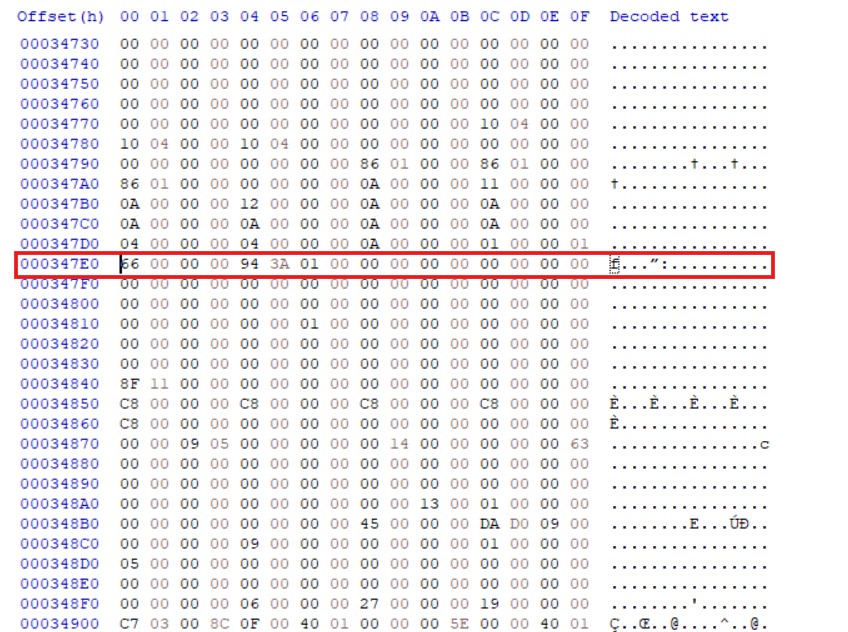 Offset(h) 00 01 02 03 04 05 06 07 08 09 0A 0B 0C 0D 0E 0F Decoded text
00034730 00 00 00 00 00 00 00 00 00 00 00 00 00 00 00 00 ................
00034740 00 00 00 00 00 00 00 00 00 00 00 00 00 00 00 00 ................
00034750 00 00 00 00 00 00 00 00 00 00 00 00 00 00 00 00 ................
00034760 00 00 00 00 00 00 00 00 00 00 00 00 00 00 00 00 ................
00034770 00 00 00 00 00 00 00 00 00 00 00 00 10 04 00 00 ................
00034780 10 04 00 00 10 04 00 00 00 00 00 00 00 00 00 00 ................
00034790 00 00 00 00 00 00 00 00 86 01 00 00 86 01 00 00 ........†...†...
000347A0 86 01 00 00 00 00 00 00 0A 00 00 00 11 00 00 00 †...............
000347B0 0A 00 00 00 12 00 00 00 0A 00 00 00 0A 00 00 00 ................
000347C0 0A 00 00 00 0A 00 00 00 0A 00 00 00 0A 00 00 00 ................
000347D0 04 00 00 00 04 00 00 00 0A 00 00 00 01 00 00 01 ................
000347E0 66 00 00 00 94 3A 01 00 00 00 00 00 00 00 00 00 f...”:..........
000347F0 00 00 00 00 00 00 00 00 00 00 00 00 00 00 00 00 ................
00034800 00 00 00 00 00 00 00 00 00 00 00 00 00 00 00 00 ................
00034810 00 00 00 00 00 00 01 00 00 00 00 00 00 00 00 00 ................
00034820 00 00 00 00 00 00 00 00 00 00 00 00 00 00 00 00 ................
00034830 00 00 00 00 00 00 00 00 00 00 00 00 00 00 00 00 ................
00034840 8F 11 00 00 00 00 00 00 00 00 00 00 00 00 00 00 ................
00034850 C8 00 00 00 C8 00 00 00 C8 00 00 00 C8 00 00 00 È...È...È...È...
00034860 C8 00 00 00 00 00 00 00 00 00 00 00 00 00 00 00 È...............
00034870 00 00 09 05 00 00 00 00 00 14 00 00 00 00 00 63 ...............c
00034880 00 00 00 00 00 00 00 00 00 00 00 00 00 00 00 00 ................
00034890 00 00 00 00 00 00 00 00 00 00 00 00 00 00 00 00 ................
000348A0 00 00 00 00 00 00 00 00 00 00 13 00 01 00 00 00 ................
000348B0 00 00 00 00 00 00 00 00 45 00 00 00 DA D0 09 00 ........E...ÚÐ..
000348C0 00 00 00 00 09 00 00 00 00 00 00 00 01 00 00 00 ................
000348D0 05 00 00 00 00 00 00 00 00 00 00 00 00 00 00 00 ................
000348E0 00 00 00 00 00 00 00 00 00 00 00 00 00 00 00 00 ................
000348F0 00 00 00 00 06 00 00 00 27 00 00 00 19 00 00 00 ........'.......
00034900 C7 03 00 8C 0F 00 40 01 00 00 00 5E 00 00 40 01 Ç..Œ..@....^..@.